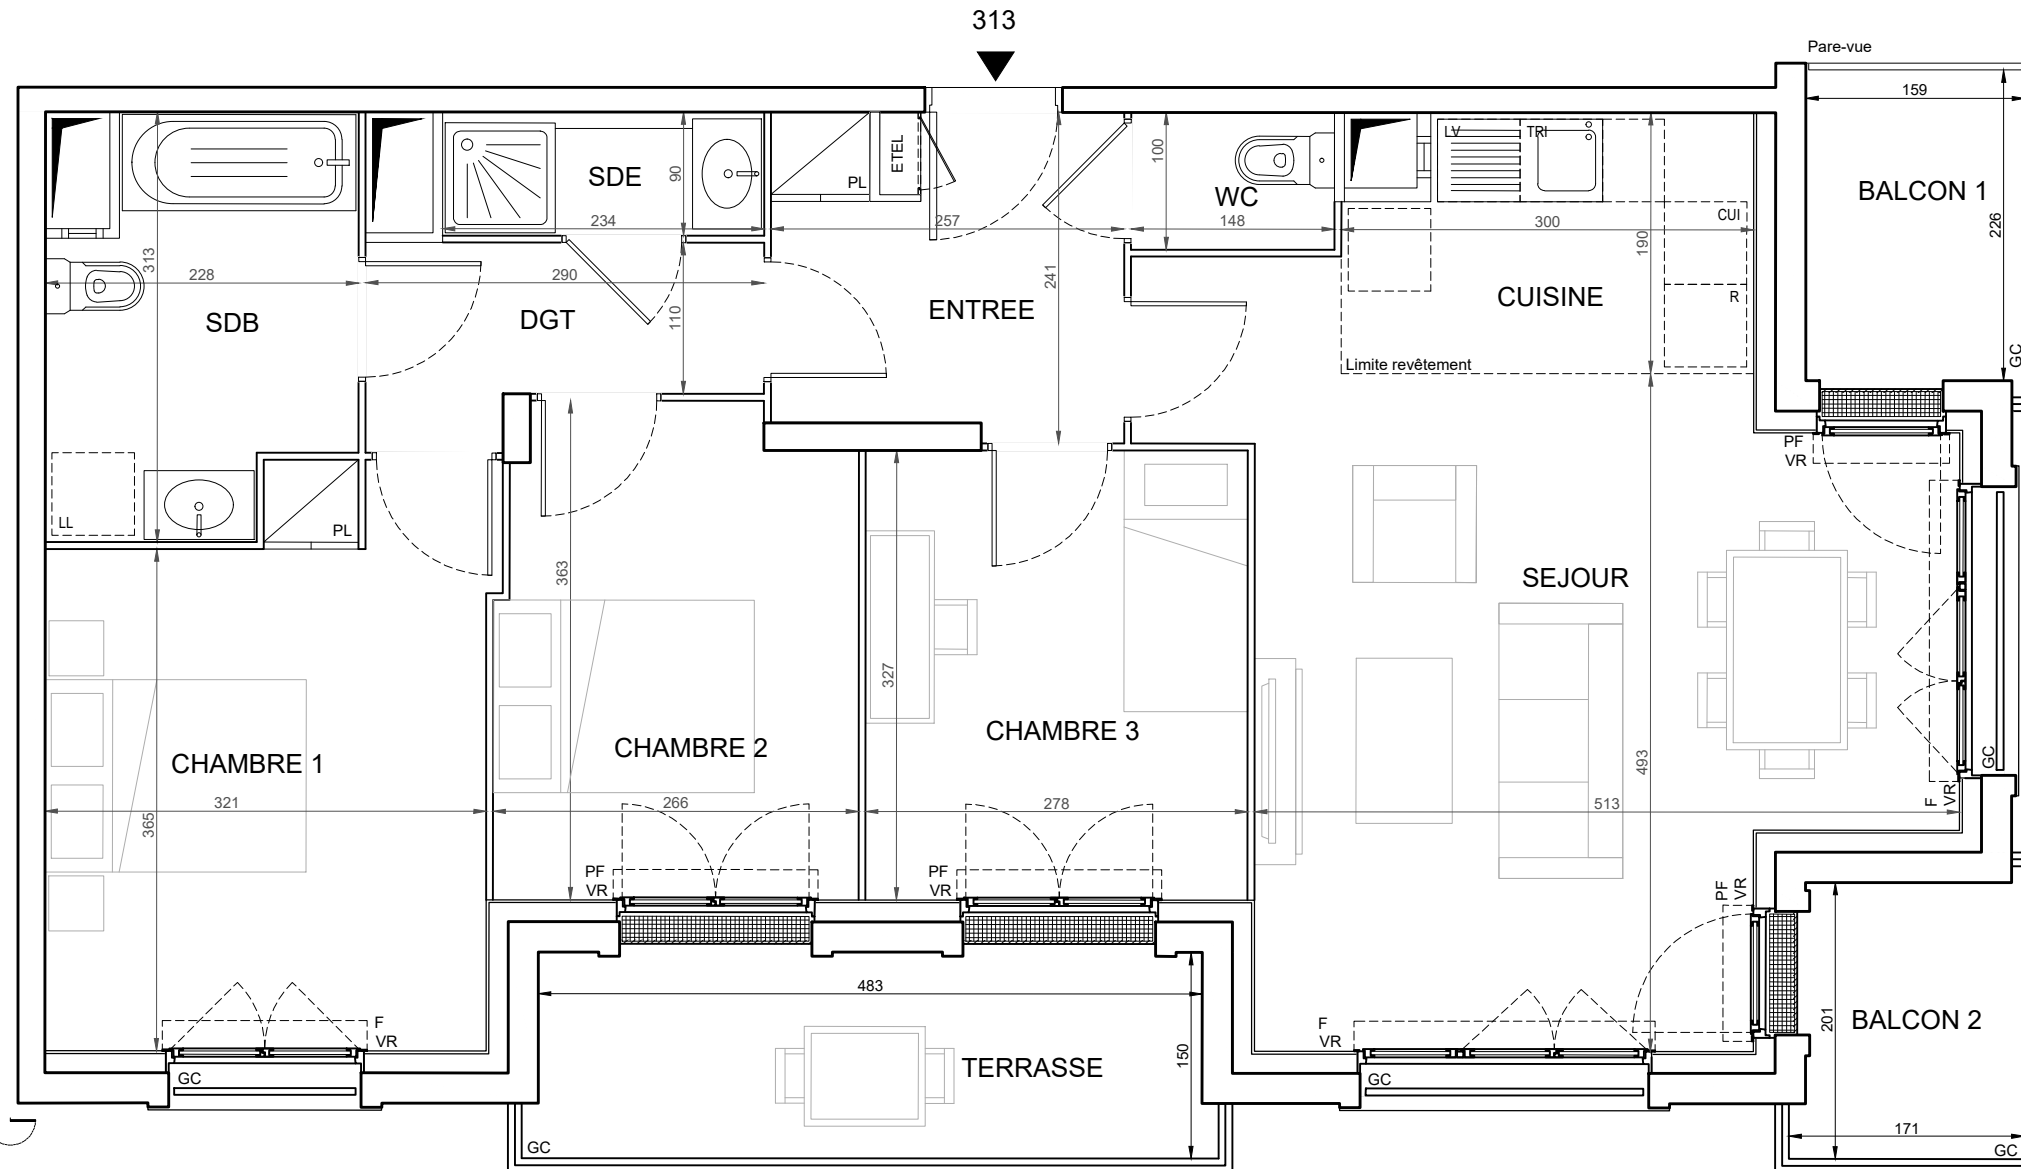 313
Pare-vue
159
BALCON 1
226
GC
SDE
90
234
ETEL
PL
257
100
WC
148
LV
TRI
CUI
300
190
R
CUISINE
Limite revêtement
313
228
SDB
290
DGT
110
241
ENTREE
LL
PL
PF
VR
363
SEJOUR
327
CHAMBRE 1
CHAMBRE 2
CHAMBRE 3
493
GC
F
VR
321
365
266
278
513
PF
VR
PF
VR
PF
VR
483
150
TERRASSE
F
VR
GC
F
VR
GC
201
BALCON 2
171
GC
GC